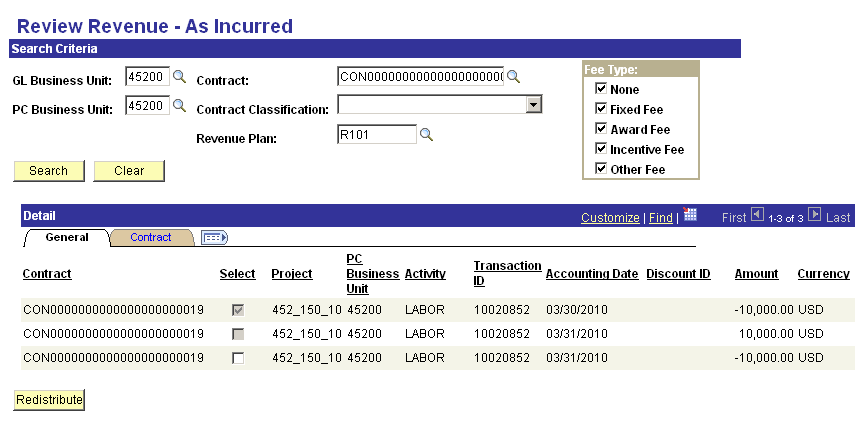 Review Revenue - As Incurred
Search Criteria
GL Business Unit: 45200 Contract: CON0000000000000000000
PC Business Unit: 45200 Contract Classification:
Revenue Plan: R101
Fee Type:
None
Fixed Fee
Award Fee
Incentive Fee
Other Fee
Search Clear
Detail Customize | Find | First 1-3 of 3 Last
General Contract
Contract Select Project PC Business Unit Activity Transaction ID Accounting Date Discount ID Amount Currency
CON0000000000000000000019 452_150_10 45200 LABOR 10020852 03/30/2010 -10,000.00 USD
CON0000000000000000000019 452_150_10 45200 LABOR 10020852 03/31/2010 10,000.00 USD
CON0000000000000000000019 452_150_10 45200 LABOR 10020852 03/31/2010 -10,000.00 USD
Redistribute